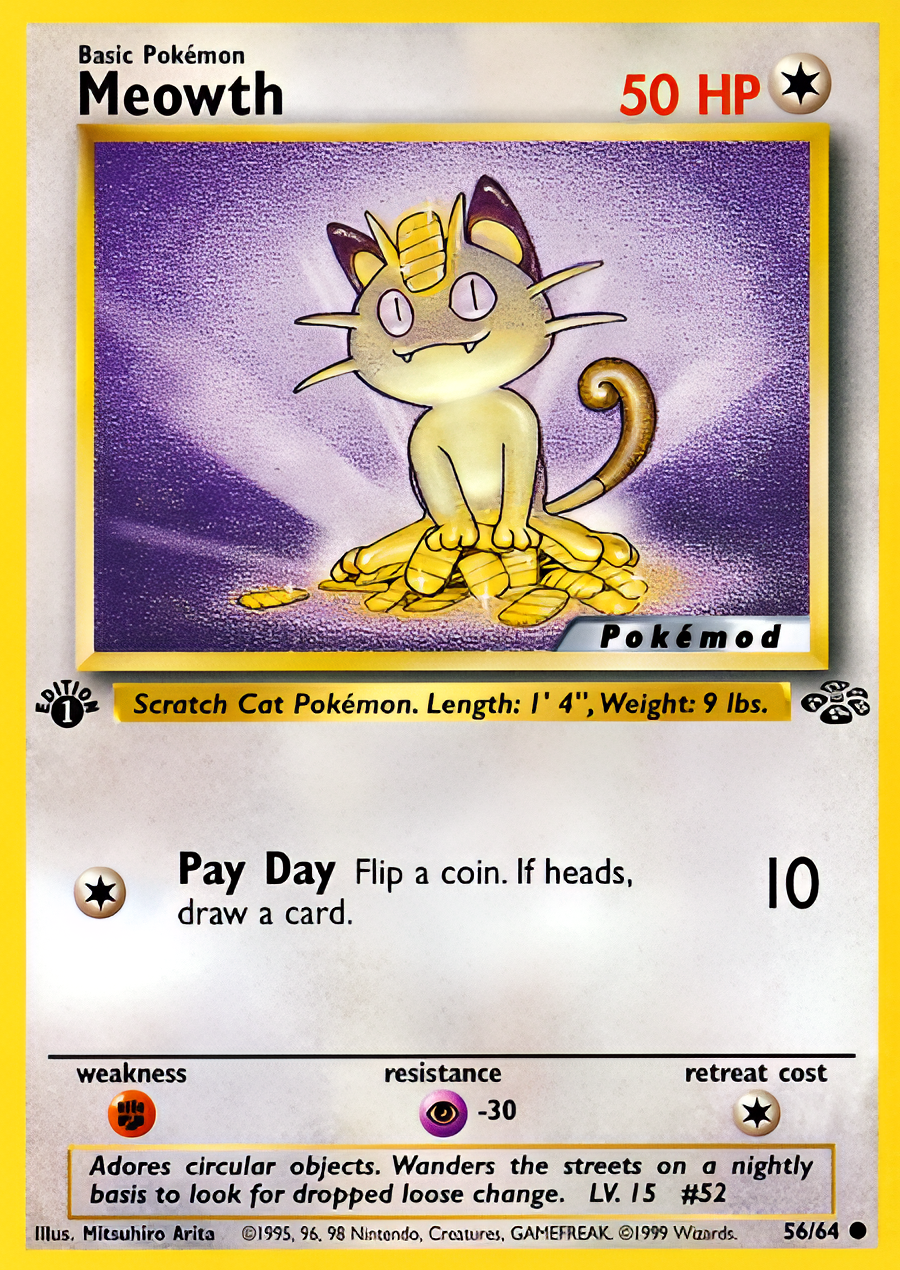 Basic Pokémon
Meowth
50 HP
Pokémod
EDITION
1
Scratch Cat Pokémon. Length: 1' 4", Weight: 9 lbs.
Pay Day Flip a coin. If heads,
draw a card.
10
weakness
resistance
retreat cost
-30
Adores circular objects. Wanders the streets on a nightly
basis to look for dropped loose change. LV. 15 #52
Illus. Mitsuhiro Arita ©1995, 96, 98 Nintendo, Creatures, GAMEFREAK. ©1999 Wizards.
56/64